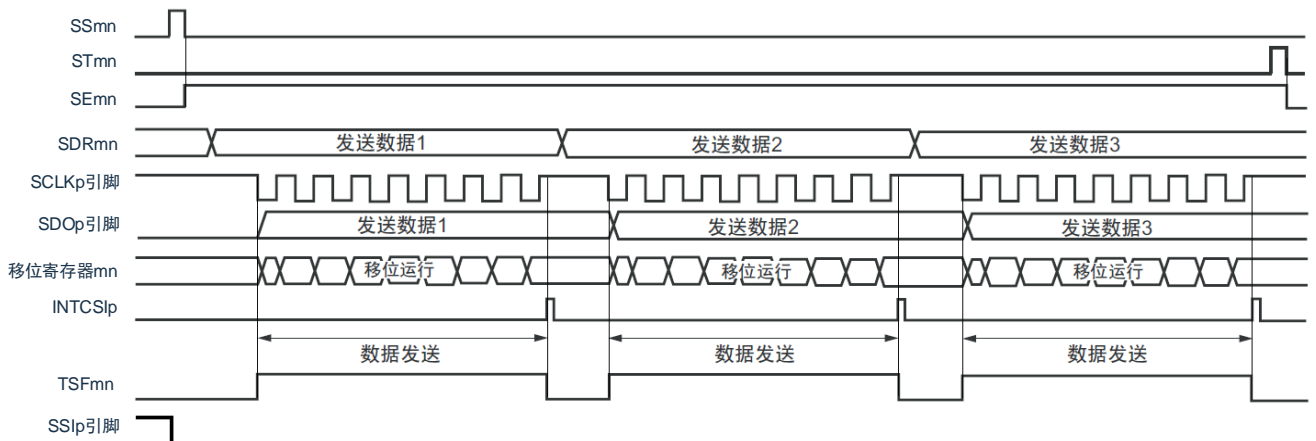 SSmn
STmn
SEmn
SDRmn 发送数据1 发送数据2 发送数据3
SCLKp引脚
SDOp引脚 发送数据1 发送数据2 发送数据3
移位寄存器mn 移位运行 移位运行 移位运行
INTCSIp
数据发送 数据发送 数据发送
TSFmn
SSIp引脚